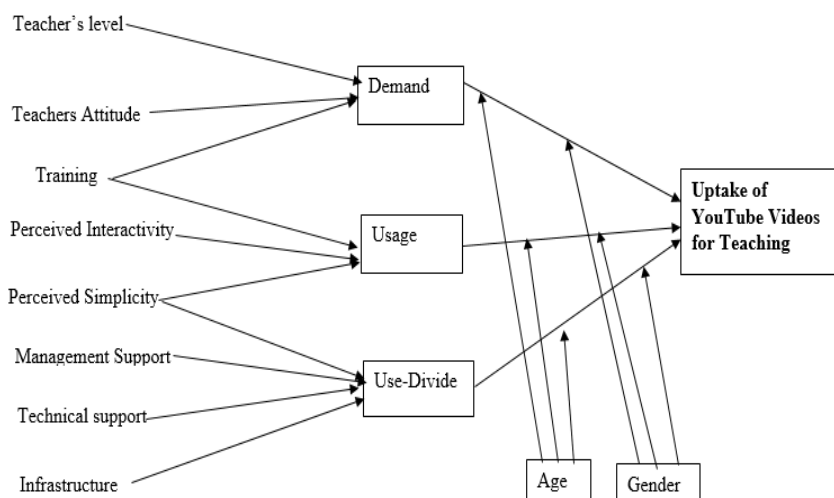 Teacher's level
Demand
Teachers Attitude
Training
Uptake of
YouTube Videos
for Teaching
Perceived Interactivity
Usage
Perceived Simplicity
Management Support
Use-Divide
Technical support
Infrastructure
Age
Gender